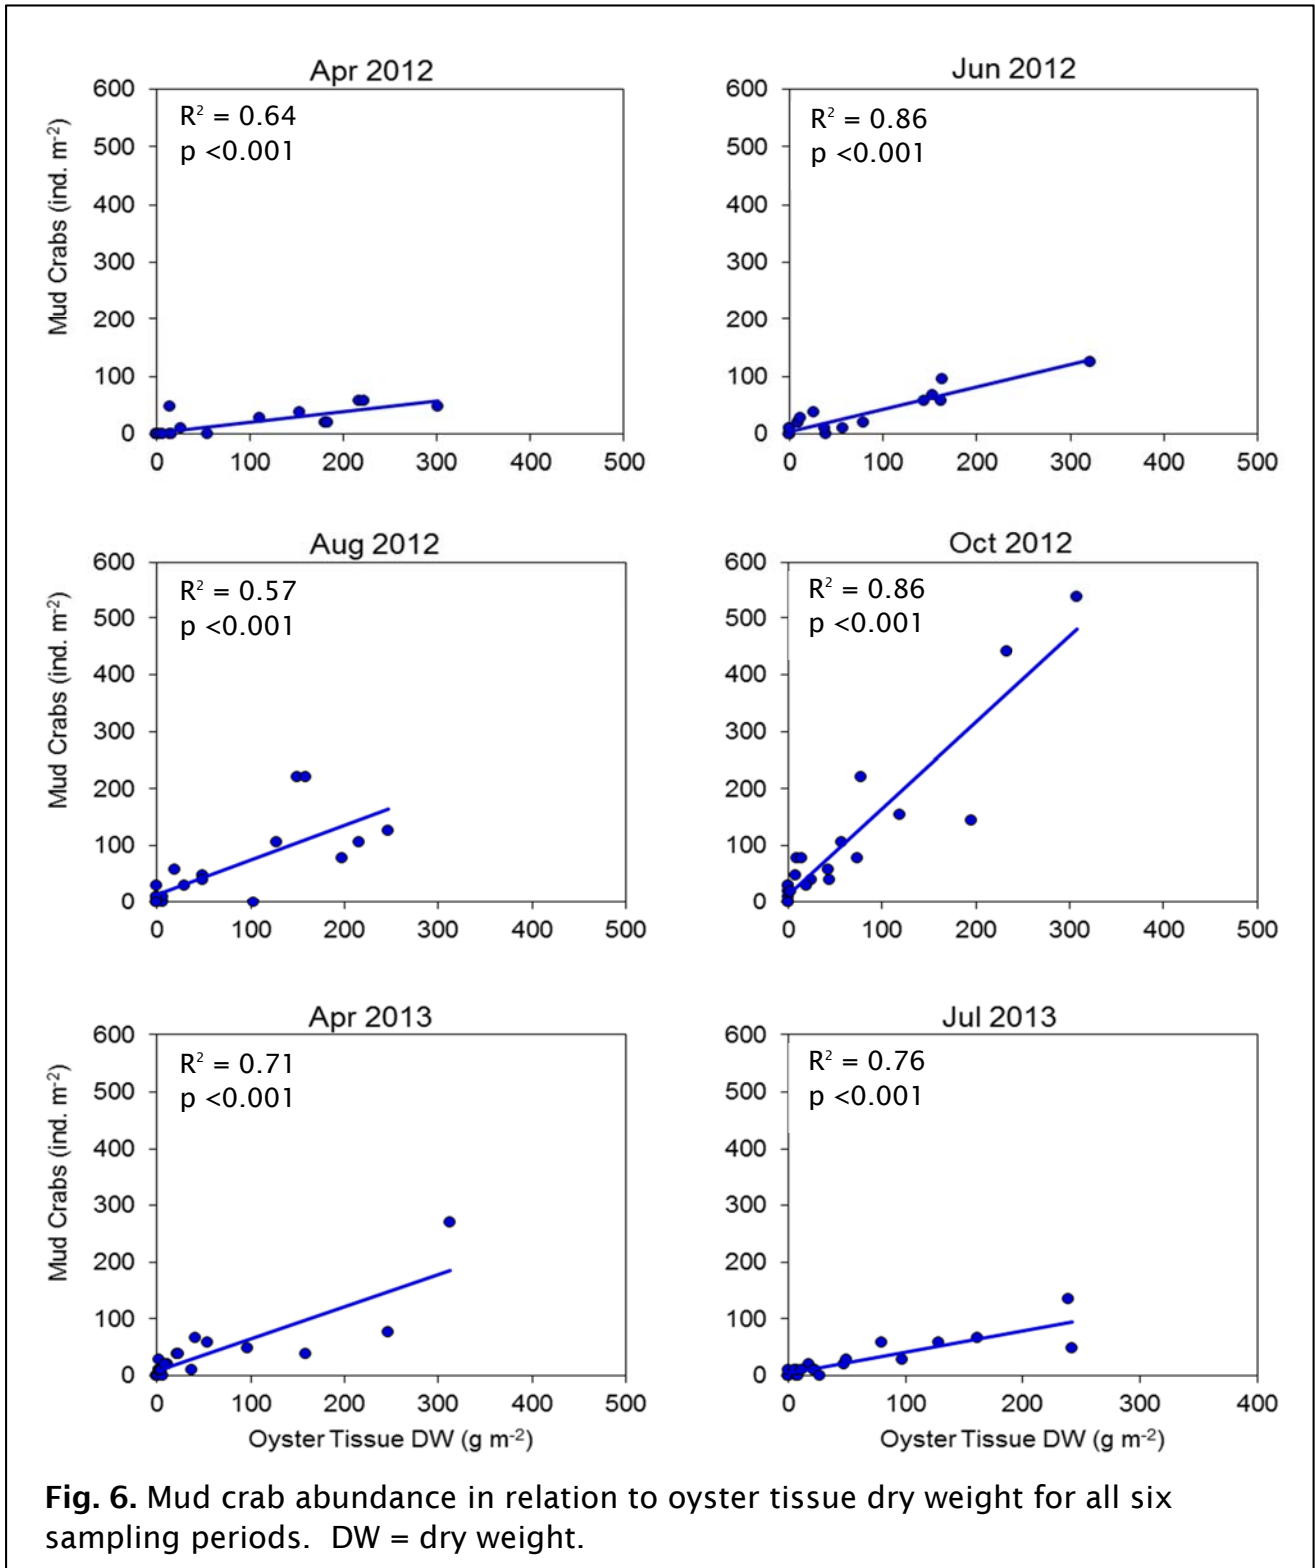 Apr 2012
R² = 0.64
p <0.001
Mud Crabs (ind. m⁻²)
600
500
400
300
200
100
0
0 100 200 300 400 500
Jun 2012
R² = 0.86
p <0.001
600
500
400
300
200
100
0
0 100 200 300 400 500
Aug 2012
R² = 0.57
p <0.001
Mud Crabs (ind. m⁻²)
600
500
400
300
200
100
0
0 100 200 300 400 500
Oct 2012
R² = 0.86
p <0.001
600
500
400
300
200
100
0
0 100 200 300 400 500
Apr 2013
R² = 0.71
p <0.001
Mud Crabs (ind. m⁻²)
600
500
400
300
200
100
0
0 100 200 300 400 500
Oyster Tissue DW (g m⁻²)
Jul 2013
R² = 0.76
p <0.001
600
500
400
300
200
100
0
0 100 200 300 400
Oyster Tissue DW (g m⁻²)
Fig. 6. Mud crab abundance in relation to oyster tissue dry weight for all six
sampling periods. DW = dry weight.